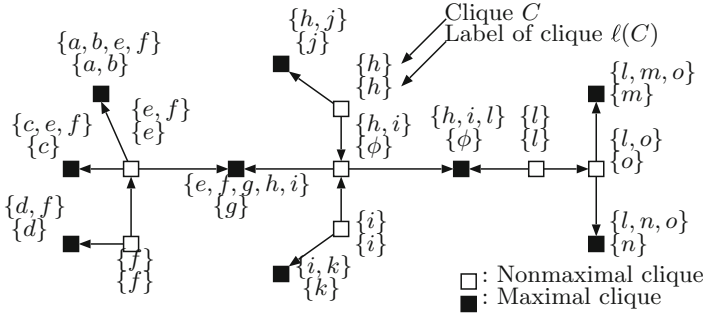 {h, j}
{j}
Clique C
Label of clique ℓ(C)
{a, b, e, f}
{a, b}
{h}
{h}
{l, m, o}
{m}
{e, f}
{e}
{c, e, f}
{c}
{h, i}
{ϕ}
{h, i, l}
{ϕ}
{l}
{l}
{l, o}
{o}
{e, f, g, h, i}
{g}
{d, f}
{d}
{i}
{i}
{l, n, o}
{n}
{f}
{f}
{i, k}
{k}
: Nonmaximal clique
: Maximal clique